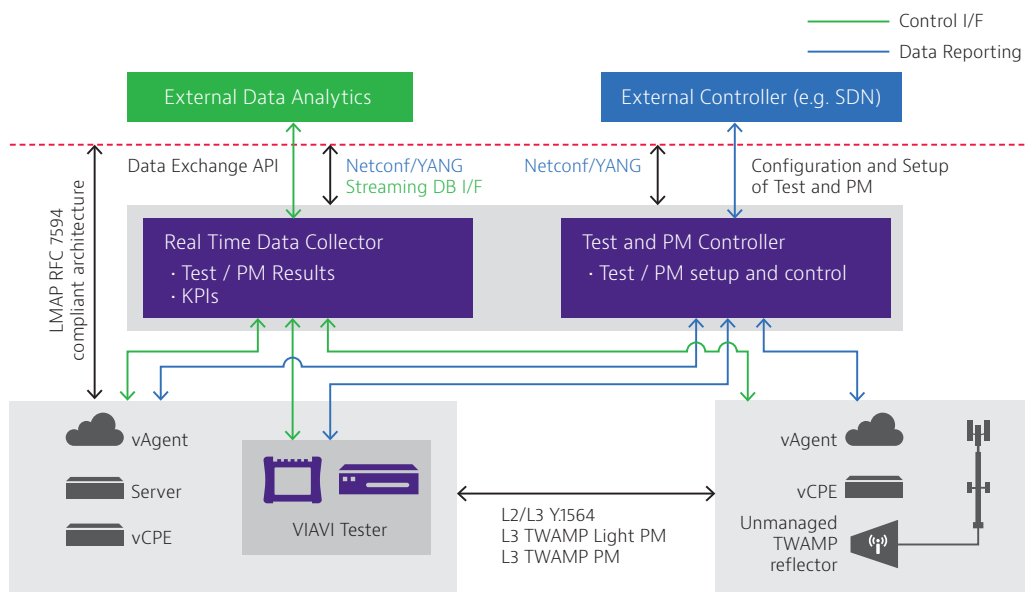 Control I/F
Data Reporting
External Data Analytics
External Controller (e.g. SDN)
Data Exchange API
Netconf/YANG
Streaming DB I/F
Netconf/YANG
Configuration and Setup
of Test and PM
LMAP RFC 7594
compliant architecture
Real Time Data Collector
· Test / PM Results
· KPIs
Test and PM Controller
· Test / PM setup and control
vAgent
Server
vCPE
VIAVI Tester
L2/L3 Y.1564
L3 TWAMP Light PM
L3 TWAMP PM
vAgent
vCPE
Unmanaged
TWAMP
reflector